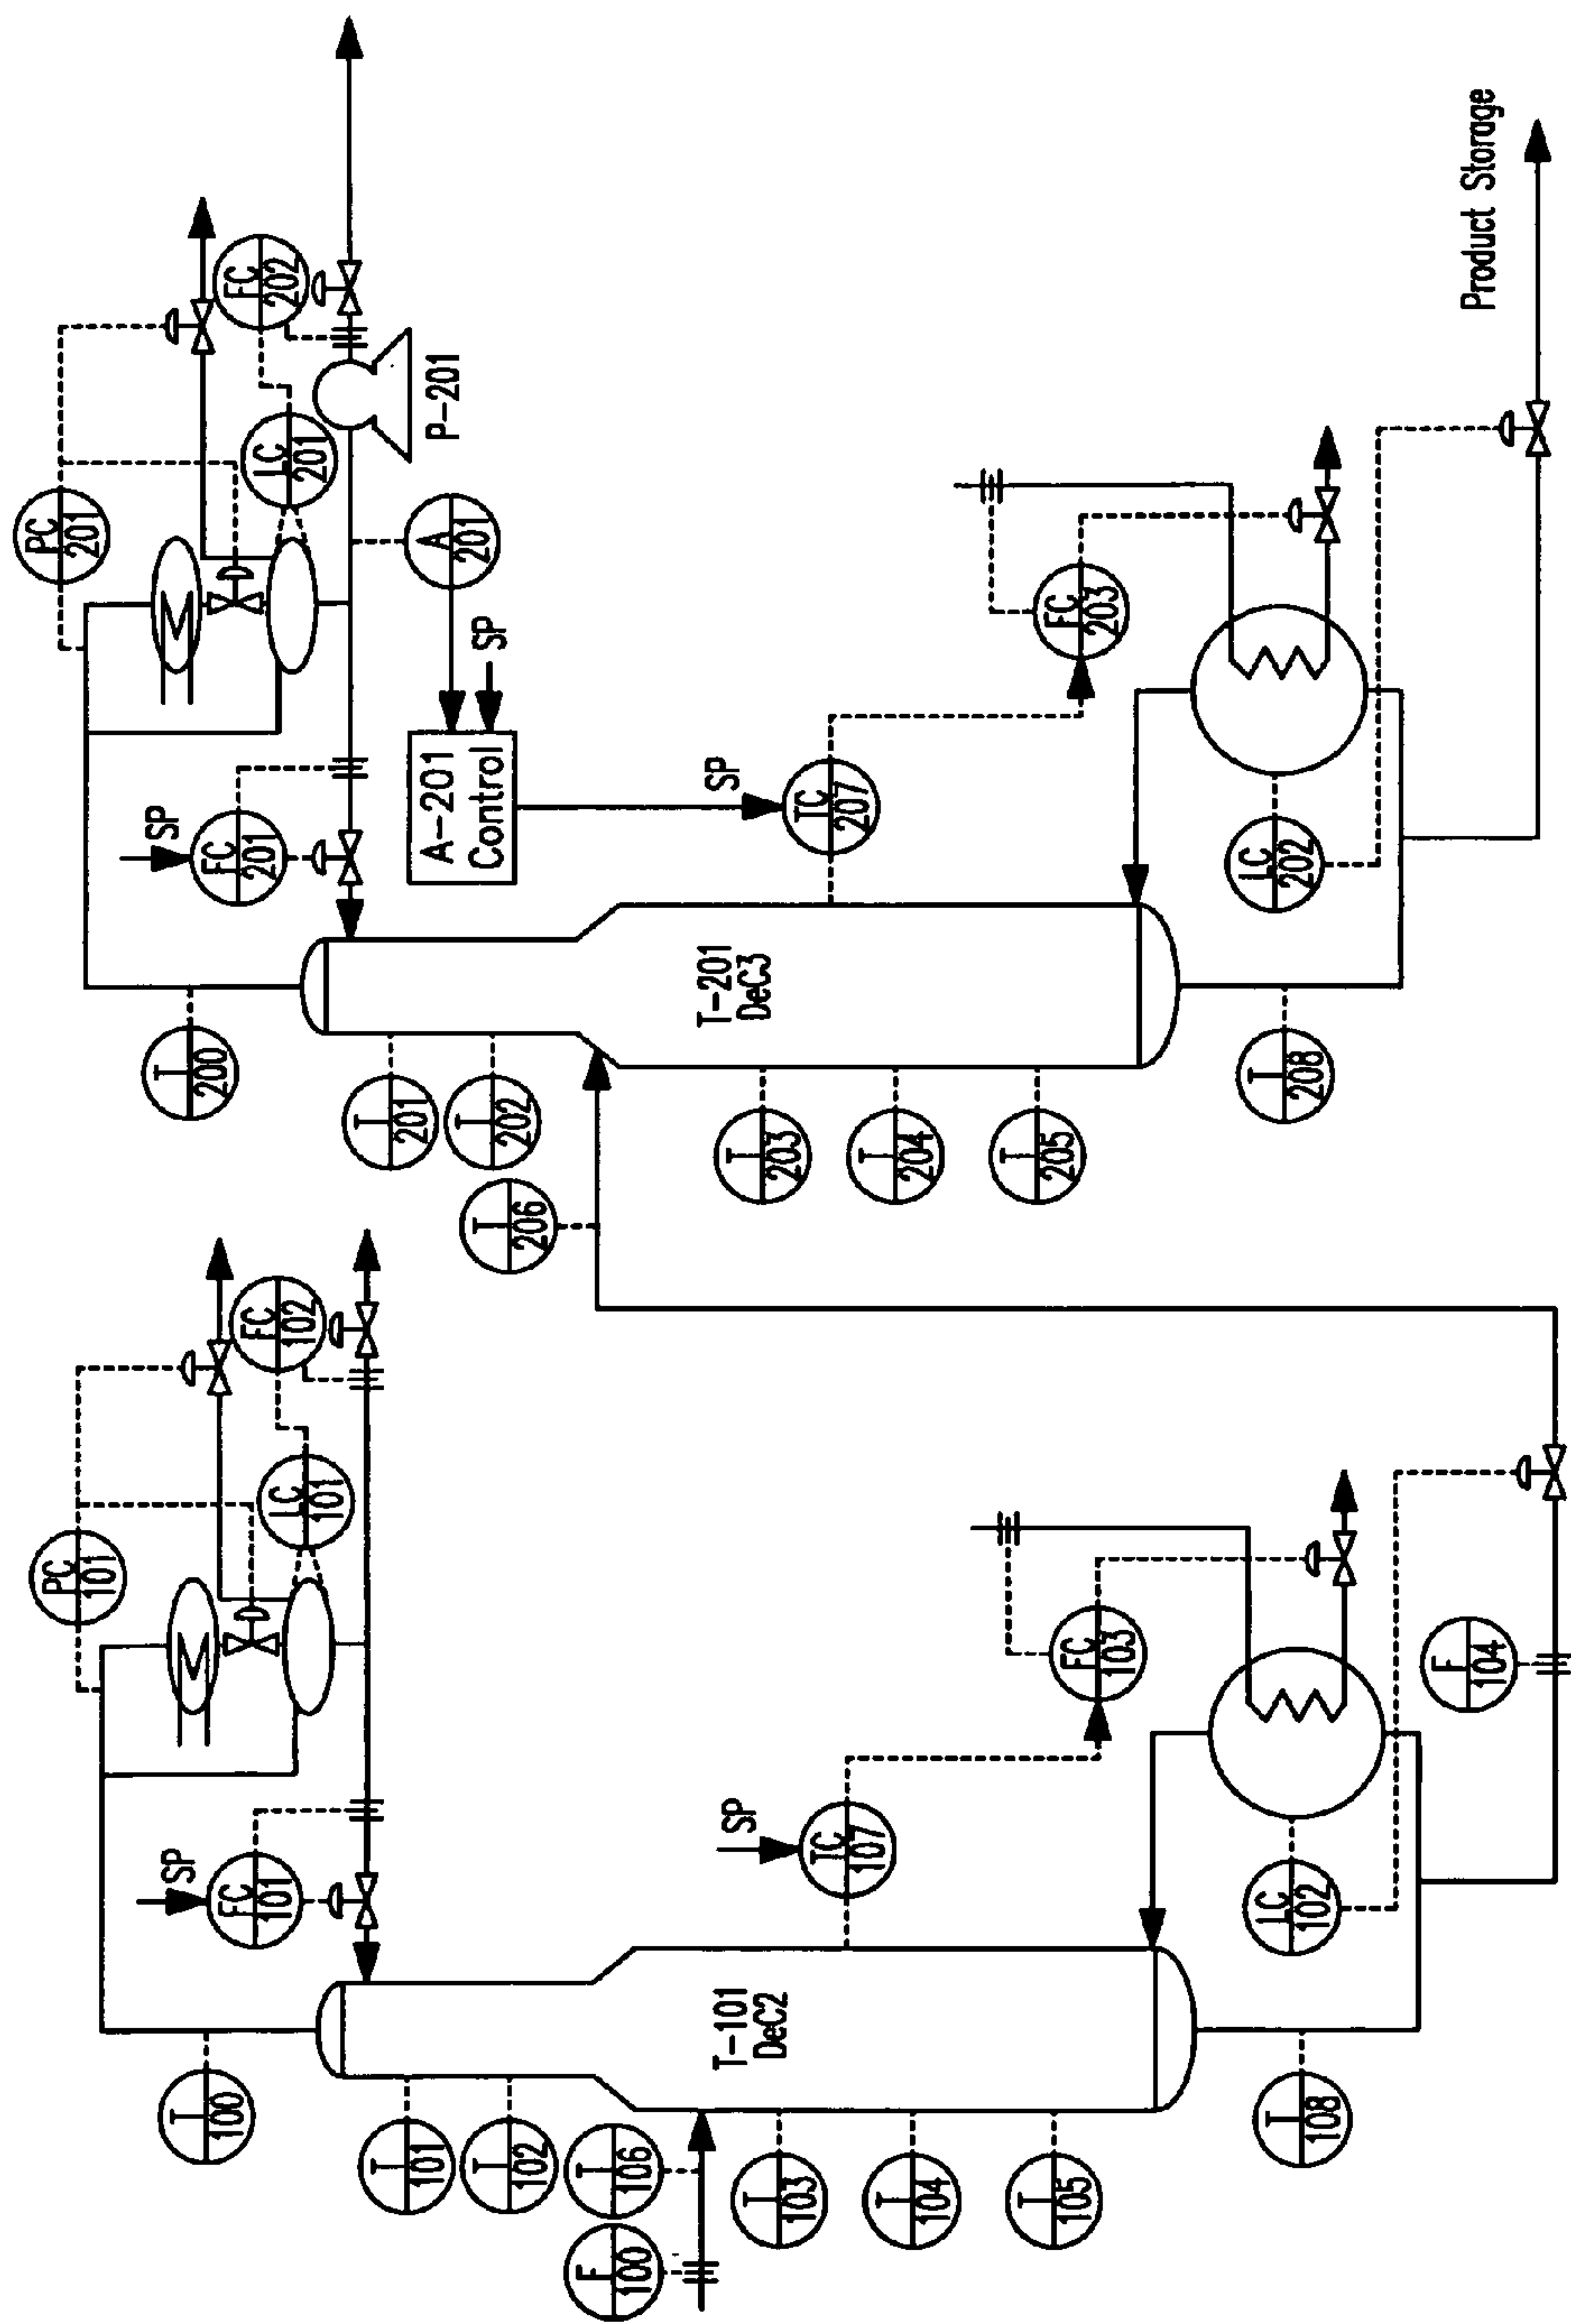 PC
101
SP
T
100
FC
101
FC
102
LC
101
T
101
T
102
F
100
T
106
SP
T-101
DeC2
T
103
TC
107
T
104
T
105
FC
103
LC
102
T
108
F
104
PC
201
SP
T
200
FC
201
FC
202
LC
201
T
201
P-201
A
201
A-201
Control
SP
T
202
T
206
SP
T-201
DeC3
T
203
TC
207
T
204
T
205
FC
203
LC
202
T
208
Product Storage